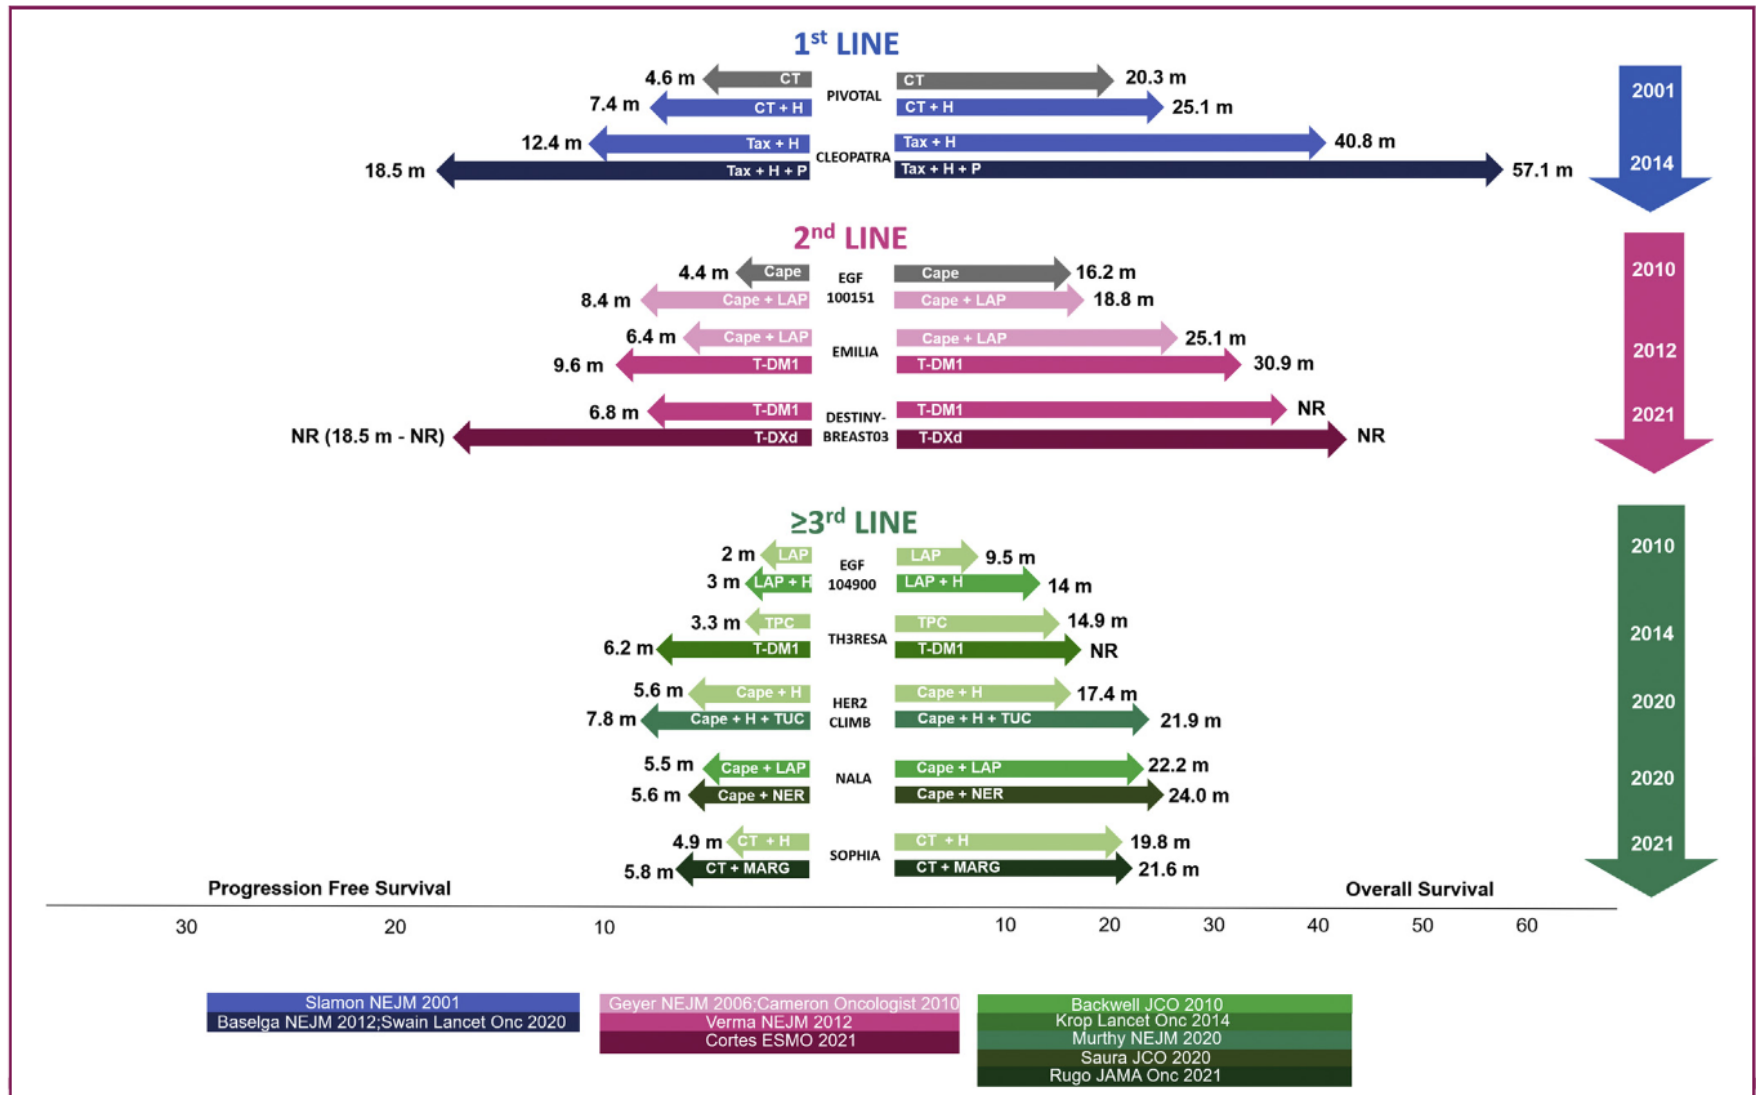 1st LINE
4.6 m CT PIVOTAL CT 20.3 m
7.4 m CT + H CT + H 25.1 m
12.4 m Tax + H CLEOPATRA Tax + H 40.8 m
18.5 m Tax + H + P Tax + H + P 57.1 m
2001
2014
2nd LINE
4.4 m Cape EGF 100151 Cape 16.2 m
8.4 m Cape + LAP Cape + LAP 18.8 m
6.4 m Cape + LAP EMILIA Cape + LAP 25.1 m
9.6 m T-DM1 T-DM1 30.9 m
6.8 m T-DM1 DESTINY-BREAST03 T-DM1 NR
NR (18.5 m - NR) T-DXd T-DXd NR
2010
2012
2021
≥3rd LINE
2 m LAP EGF 104900 LAP 9.5 m
3 m LAP + H LAP + H 14 m
3.3 m TPC TH3RESA TPC 14.9 m
6.2 m T-DM1 T-DM1 NR
5.6 m Cape + H HER2 CLIMB Cape + H 17.4 m
7.8 m Cape + H + TUC Cape + H + TUC 21.9 m
5.5 m Cape + LAP NALA Cape + LAP 22.2 m
5.6 m Cape + NER Cape + NER 24.0 m
4.9 m CT + H SOPHIA CT + H 19.8 m
5.8 m CT + MARG CT + MARG 21.6 m
2010
2014
2020
2020
2021
Progression Free Survival Overall Survival
30 20 10 10 20 30 40 50 60
Slamon NEJM 2001
Baselga NEJM 2012;Swain Lancet Onc 2020
Geyer NEJM 2006;Cameron Oncologist 2010
Verma NEJM 2012
Cortes ESMO 2021
Backwell JCO 2010
Krop Lancet Onc 2014
Murthy NEJM 2020
Saura JCO 2020
Rugo JAMA Onc 2021